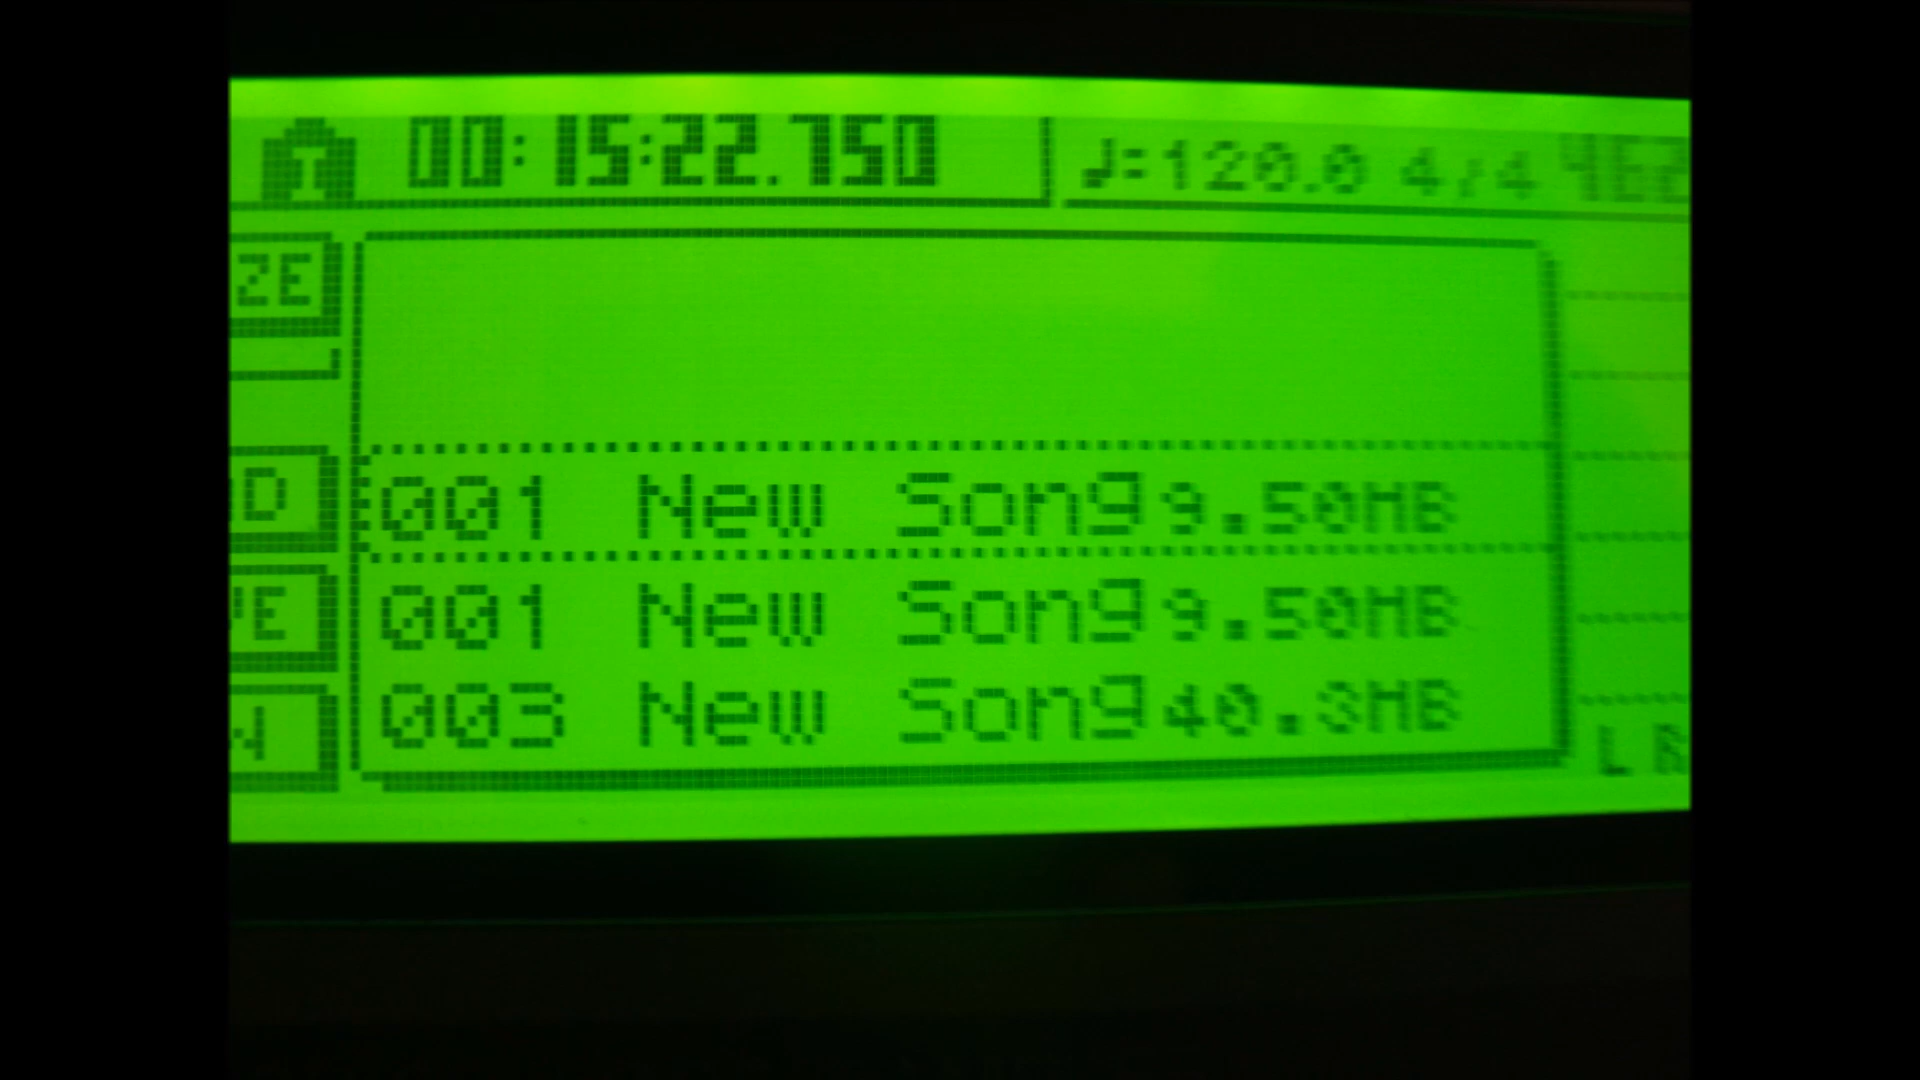 I 00:15:22.750 ♩=120.0 4/4
ZE
001 New Song 9.50MB
001 New Song 9.50MB
003 New Song 40.3MB
L R